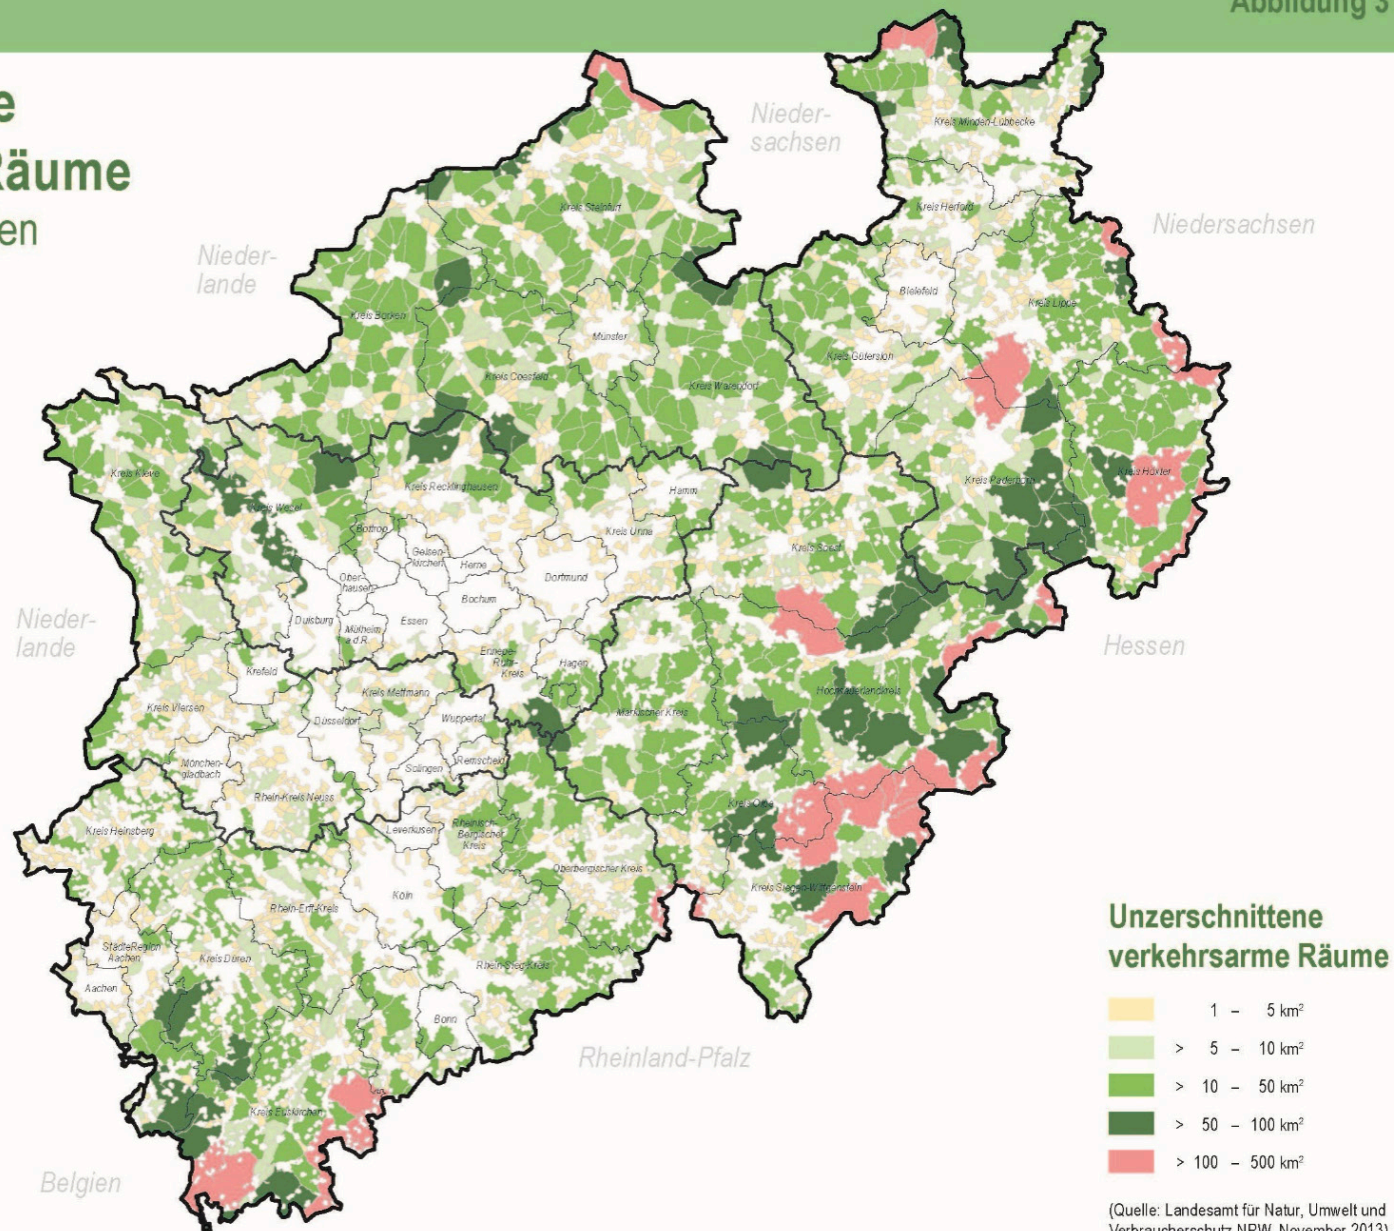 Abbildung 3
e
Räume
en
Nieder-
sachsen
Niedersachsen
Nieder-
lande
Nieder-
lande
Hessen
Rheinland-Pfalz
Belgien
Kreis Minden-Lübbecke
Kreis Herford
Kreis Steinfurt
Bielefeld
Kreis Lippe
Kreis Borken
Münster
Kreis Gütersloh
Kreis Coesfeld
Kreis Warendorf
Kreis Kleve
Kreis Höxter
Kreis Paderborn
Kreis Recklinghausen
Hamm
Kreis Wesel
Bottrop
Kreis Unna
Kreis Soest
Gelsen-
kirchen
Herne
Dortmund
Ober-
hausen
Bochum
Duisburg
Mülheim
a.d.R.
Essen
Ennepe-
Ruhr-
Kreis
Hagen
Krefeld
Kreis Mettmann
Hochsauerlandkreis
Kreis Viersen
Düsseldorf
Wuppertal
Märkischer Kreis
Mönchen-
gladbach
Solingen
Remscheid
Rhein-Kreis Neuss
Kreis Olpe
Kreis Heinsberg
Leverkusen
Rheinisch-
Bergischer
Kreis
Oberbergischer Kreis
Kreis Siegen-Wittgenstein
Köln
Rhein-Erft-Kreis
StädteRegion
Aachen
Kreis Düren
Rhein-Sieg-Kreis
Aachen
Bonn
Kreis Euskirchen
Unzerschnittene
verkehrsarme Räume
1 – 5 km²
> 5 – 10 km²
> 10 – 50 km²
> 50 – 100 km²
> 100 – 500 km²
(Quelle: Landesamt für Natur, Umwelt und
Verbraucherschutz NRW, November 2013)